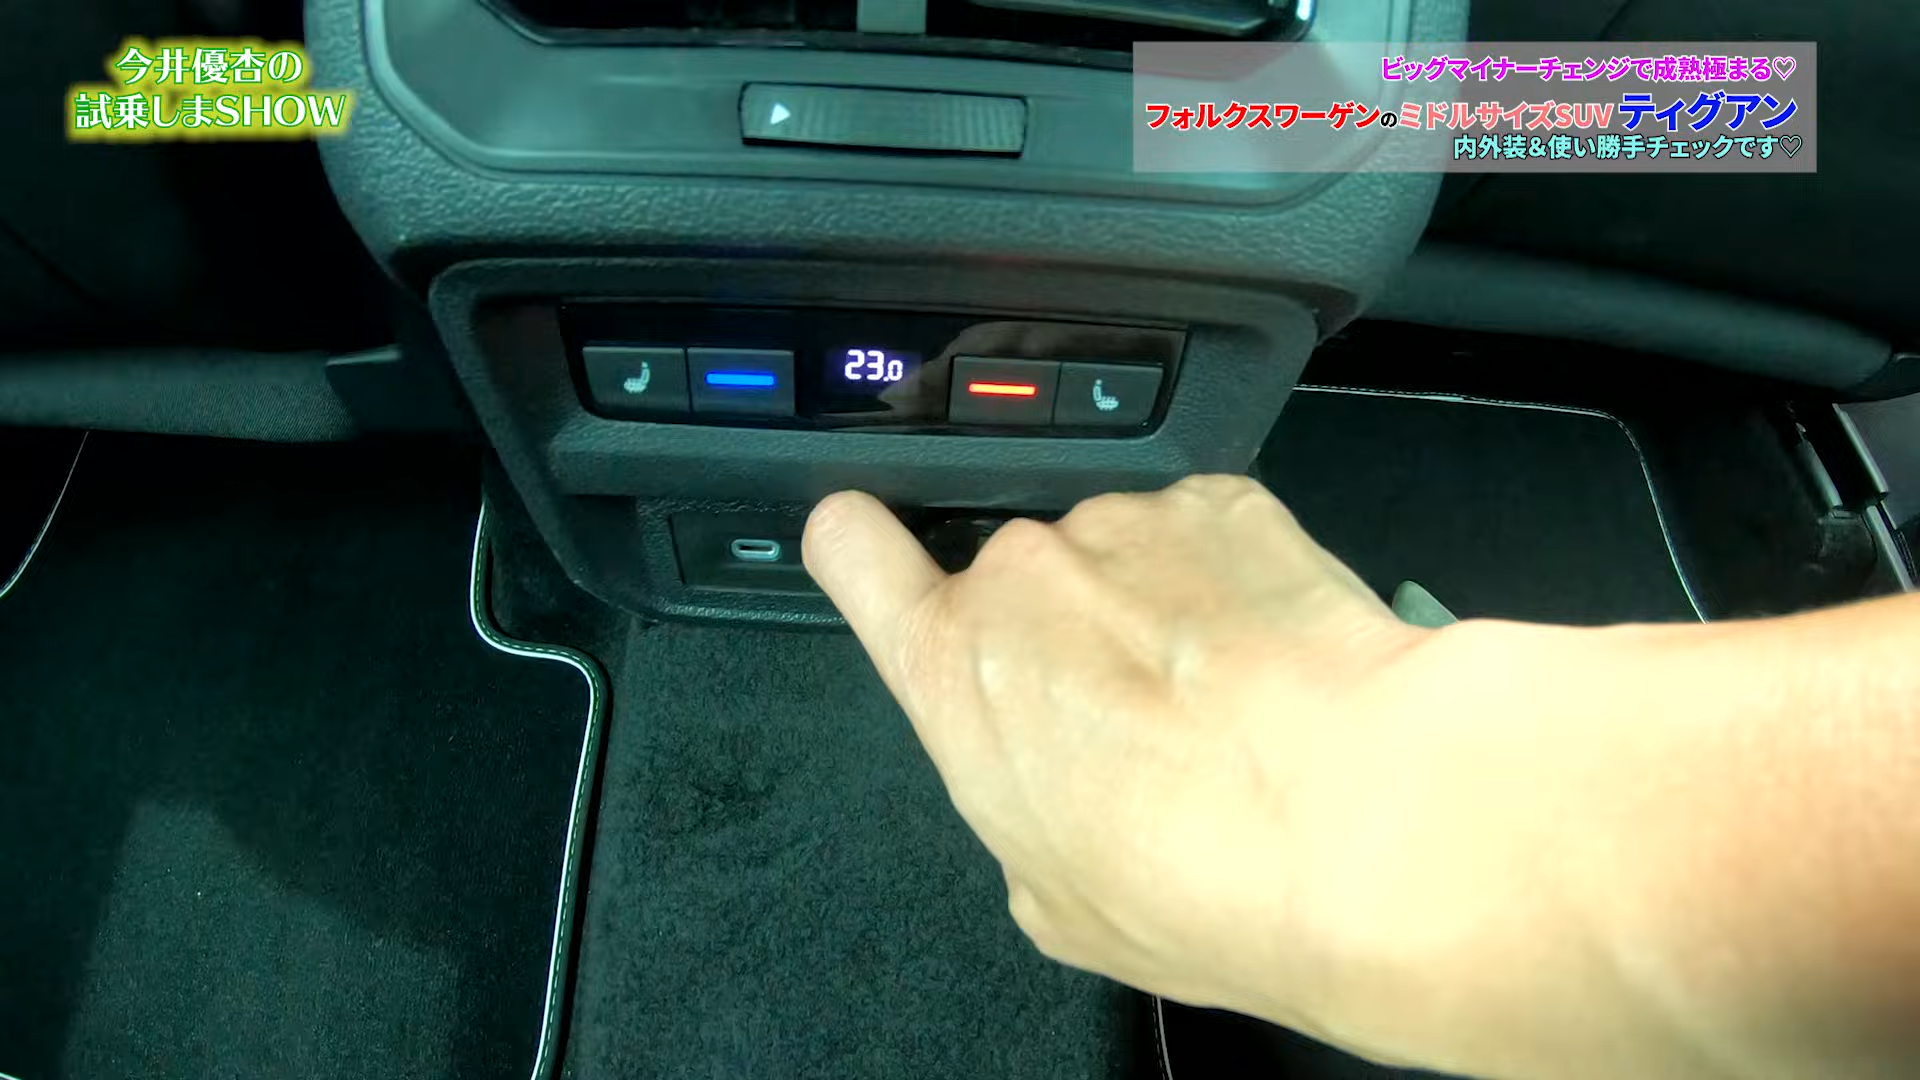 今井優杏の
試乗しまSHOW
ビッグマイナーチェンジで成熟極まる♡
フォルクスワーゲンのミドルサイズSUV ティグアン
内外装&使い勝手チェックです♡
23.0